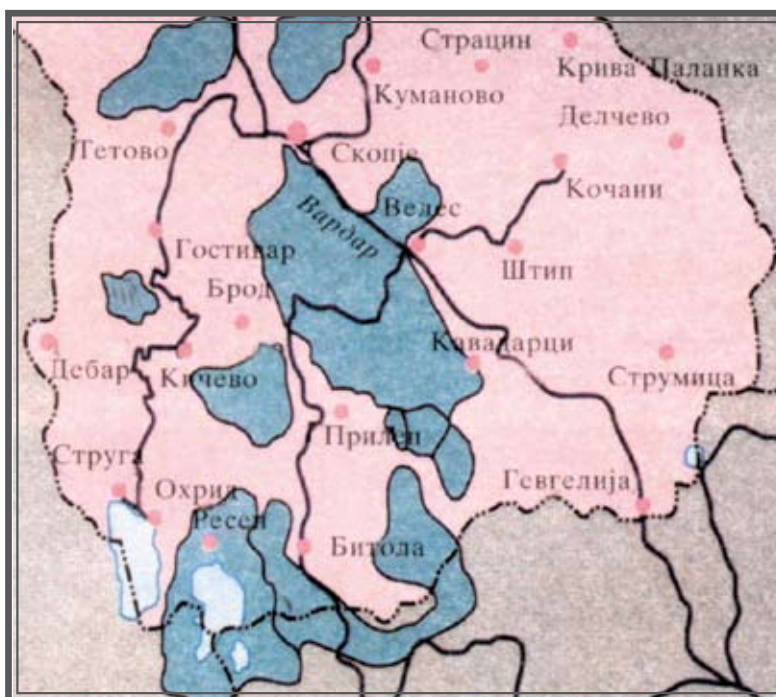 Страцин
Крива Паланка
Куманово
Делчево
Тетово
Скопје
Кочани
Вардар
Велес
Гостивар
Штип
Брод
Кавадарци
Дебар
Кичево
Струмица
Прилеп
Струга
Охрид
Гевгелија
Ресен
Битола